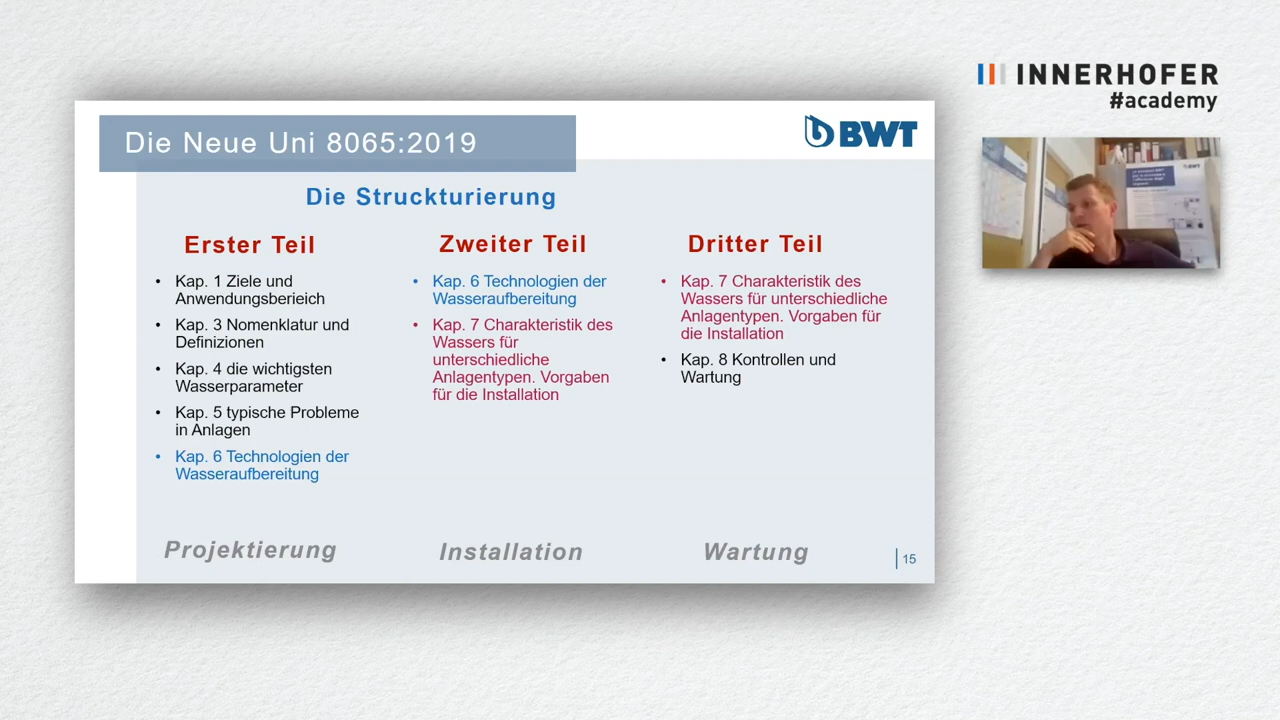 INNERHOFER
#academy
Die Neue Uni 8065:2019
BWT
Die Struckturierung
Erster Teil
• Kap. 1 Ziele und
Anwendungsberieich
• Kap. 3 Nomenklatur und
Definizionen
• Kap. 4 die wichtigsten
Wasserparameter
• Kap. 5 typische Probleme
in Anlagen
• Kap. 6 Technologien der
Wasseraufbereitung
Projektierung
Zweiter Teil
• Kap. 6 Technologien der
Wasseraufbereitung
• Kap. 7 Charakteristik des
Wassers für
unterschiedliche
Anlagentypen. Vorgaben
für die Installation
Installation
Dritter Teil
• Kap. 7 Charakteristik des
Wassers für unterschiedliche
Anlagentypen. Vorgaben für
die Installation
• Kap. 8 Kontrollen und
Wartung
Wartung
15
BWT